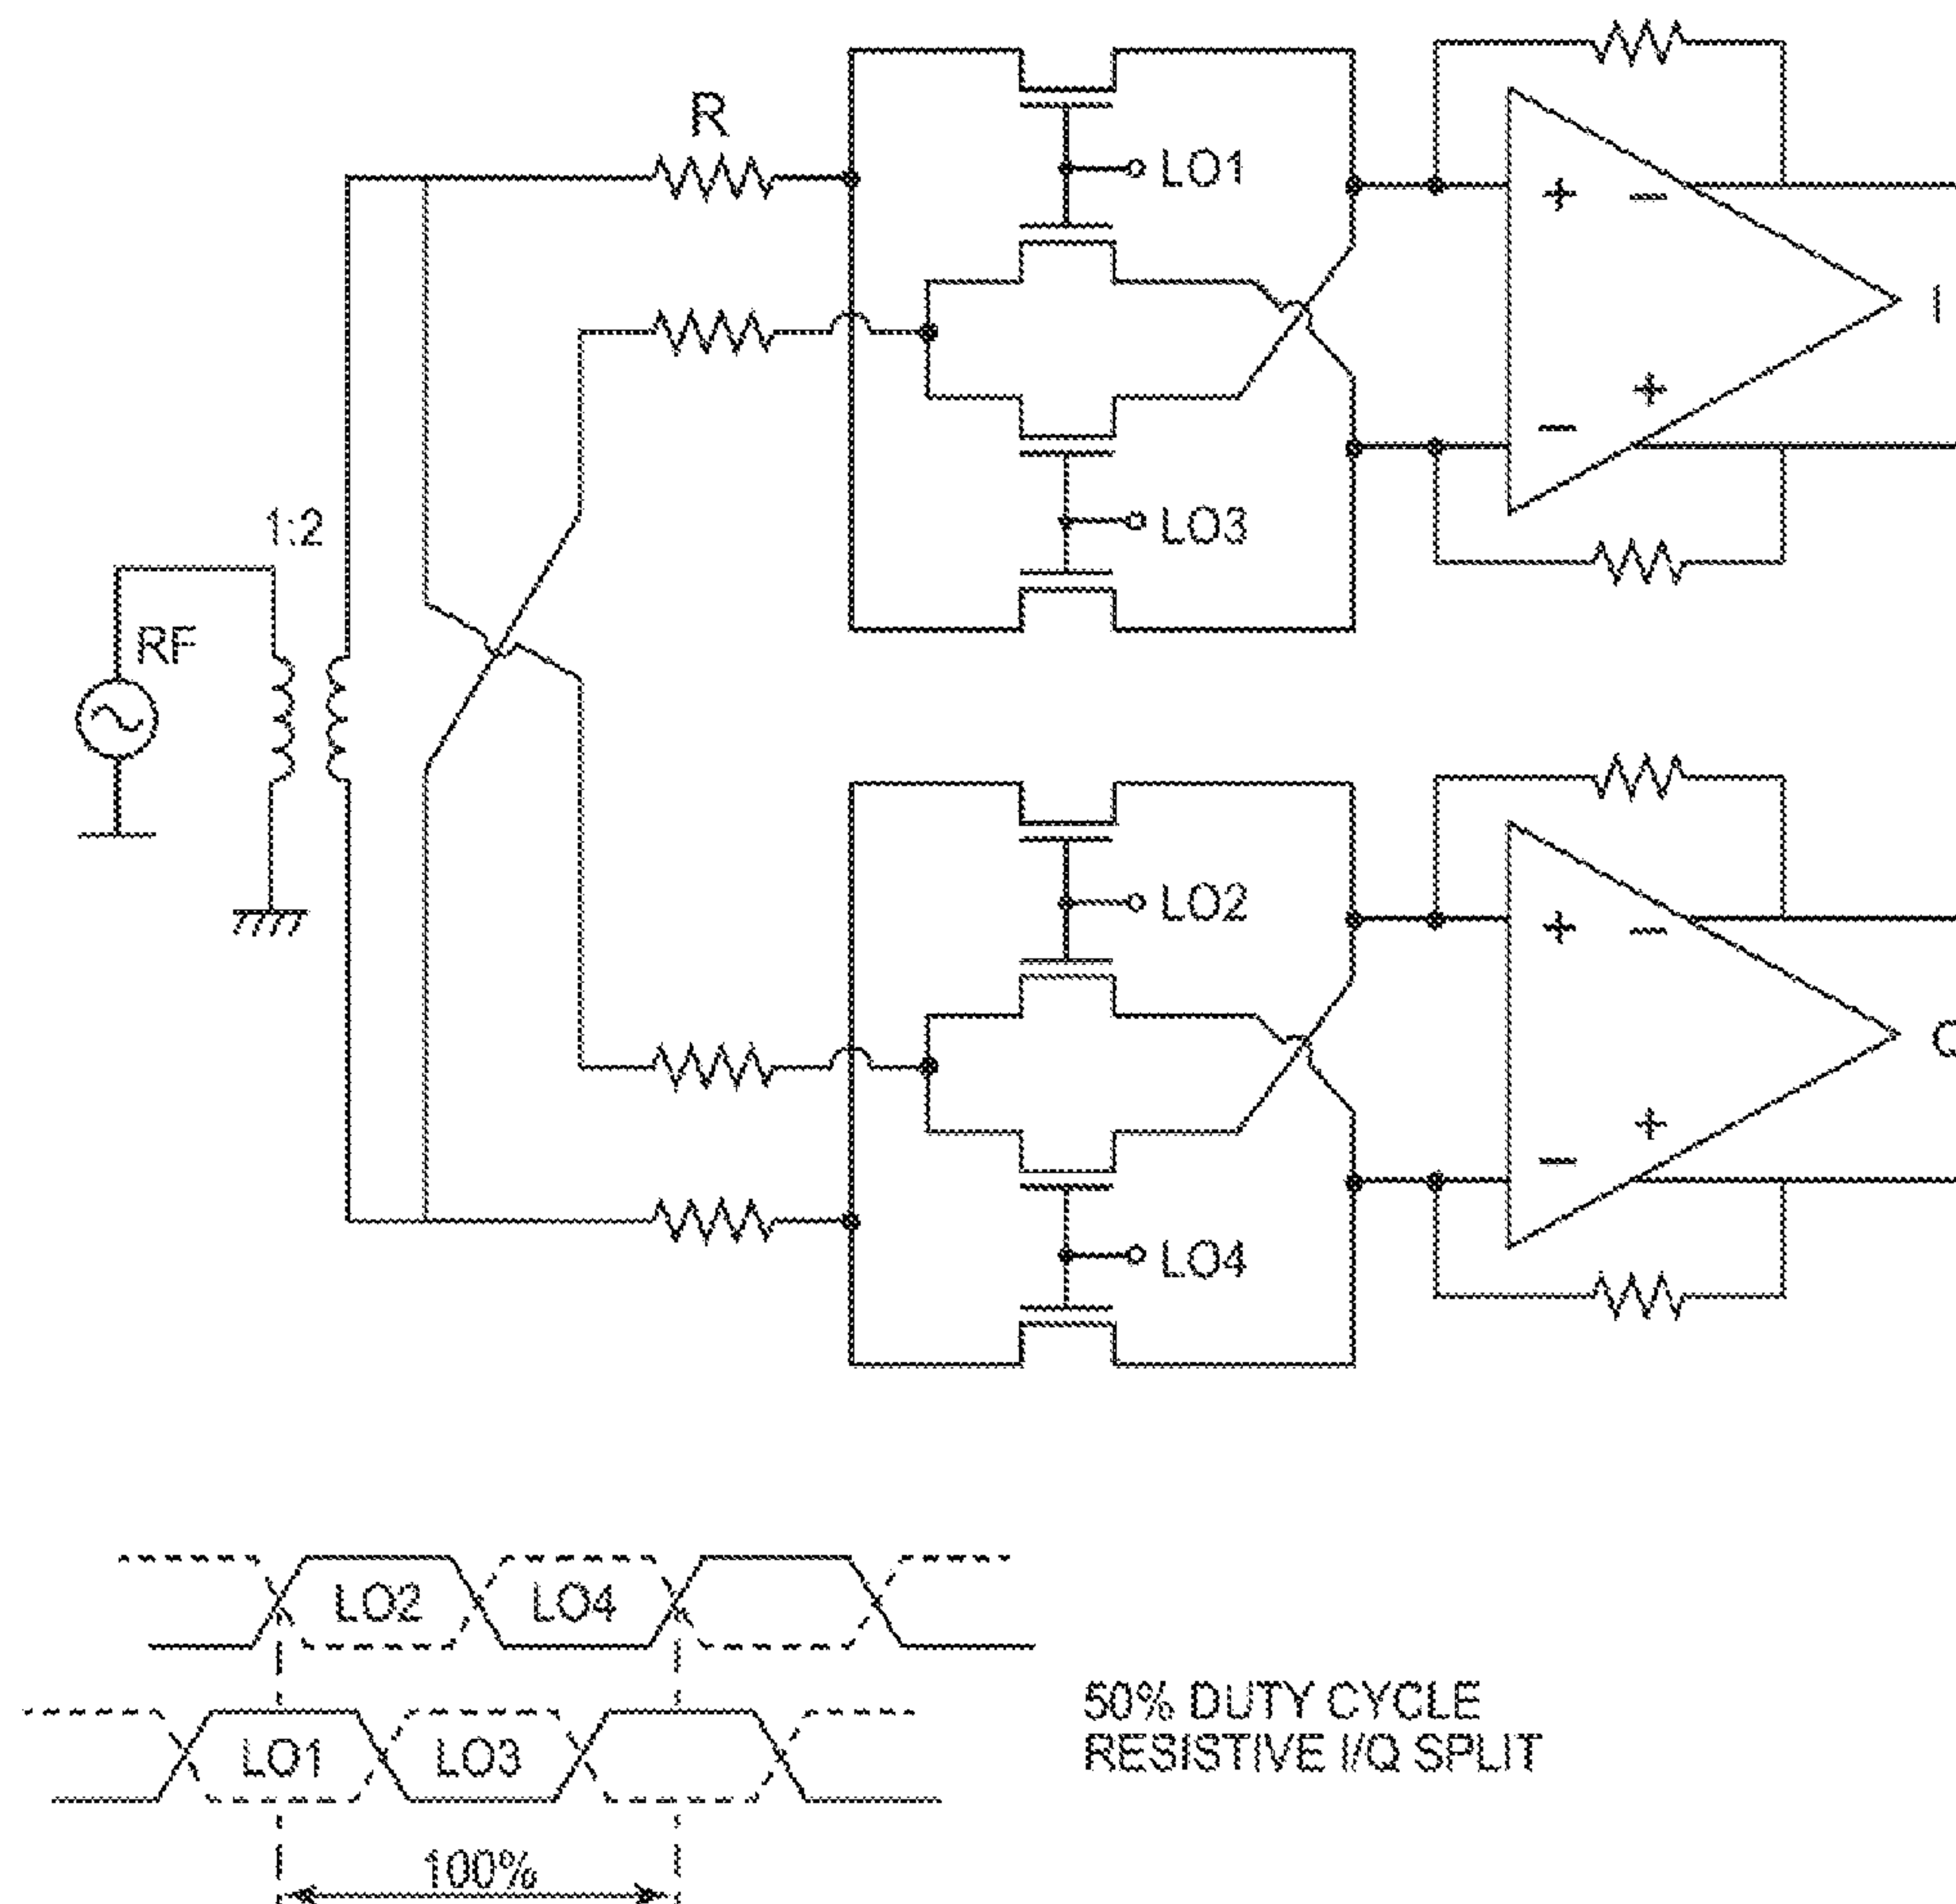 R
LO1
+ −
I
+
−
1:2
LO3
RF
LO2
+ −
+
−
LO4
LO2 LO4
LO1 LO3
50% DUTY CYCLE
RESISTIVE I/Q SPLIT
100%